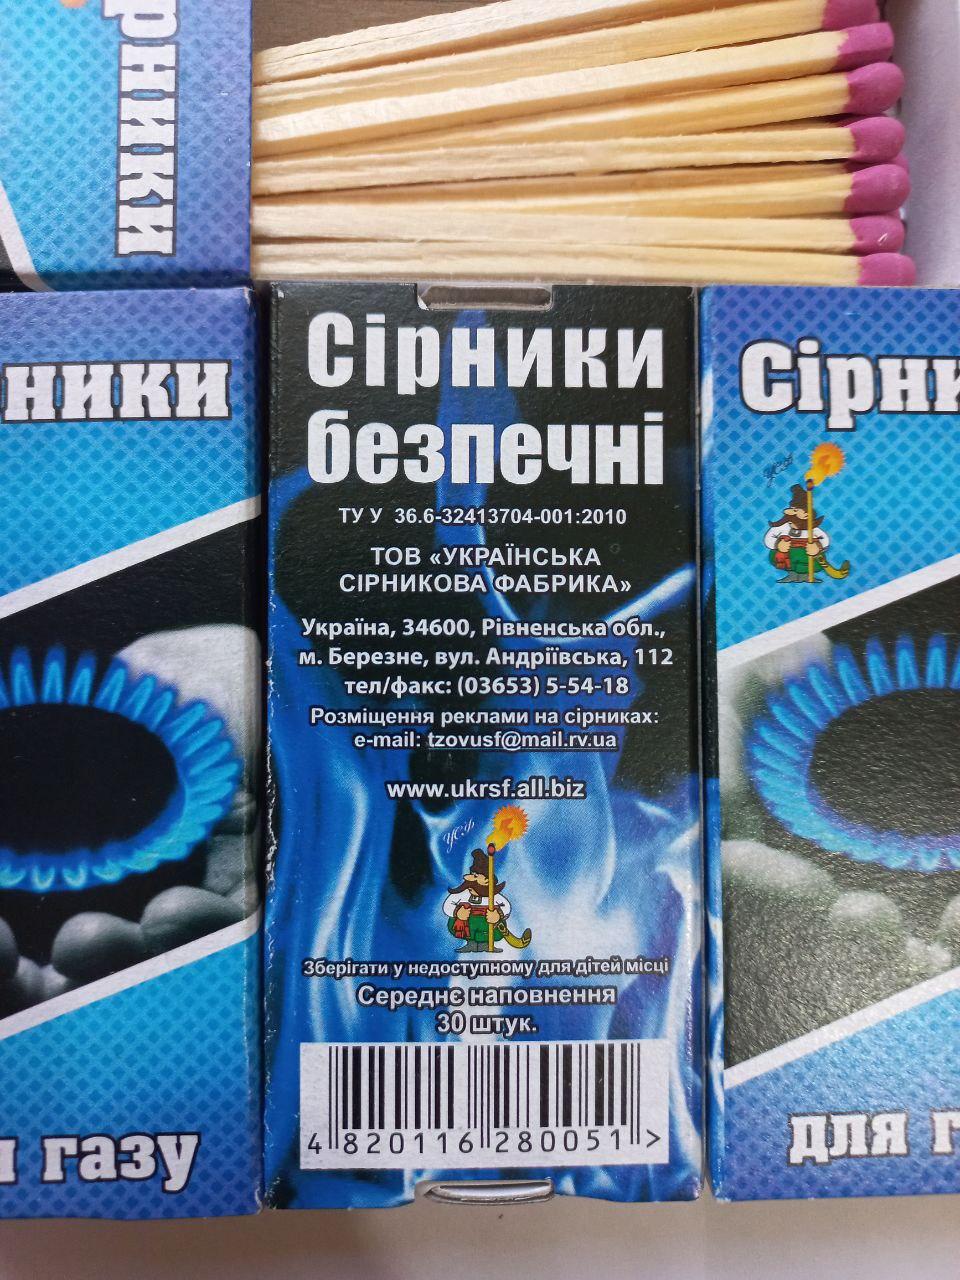 рники
ники
Сірники
безпечні
ТУ У 36.6-32413704-001:2010
ТОВ «УКРАЇНСЬКА
СІРНИКОВА ФАБРИКА»
Україна, 34600, Рівненська обл.,
м. Березне, вул. Андріївська, 112
тел/факс: (03653) 5-54-18
Розміщення реклами на сірниках:
e-mail: tzovusf@mail.rv.ua
www.ukrsf.all.biz
УСФ
Зберігати у недоступному для дітей місці
Середнє наповнення
30 штук.
4 820116 280051 >
газу
Сірни
УСФ
для г